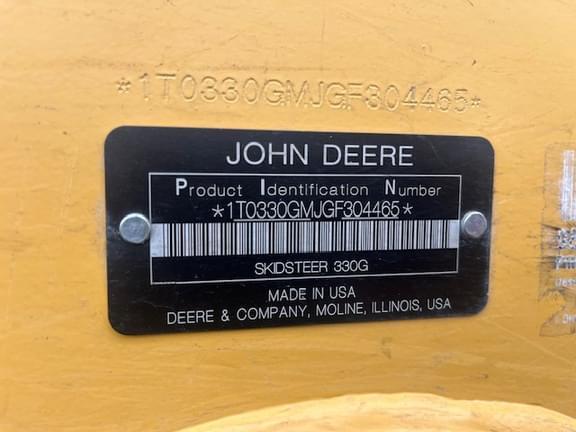 *1T0330GMJGF304465*
JOHN DEERE
Product Identification Number
*1T0330GMJGF304465*
SKIDSTEER 330G
MADE IN USA
DEERE & COMPANY, MOLINE, ILLINOIS, USA